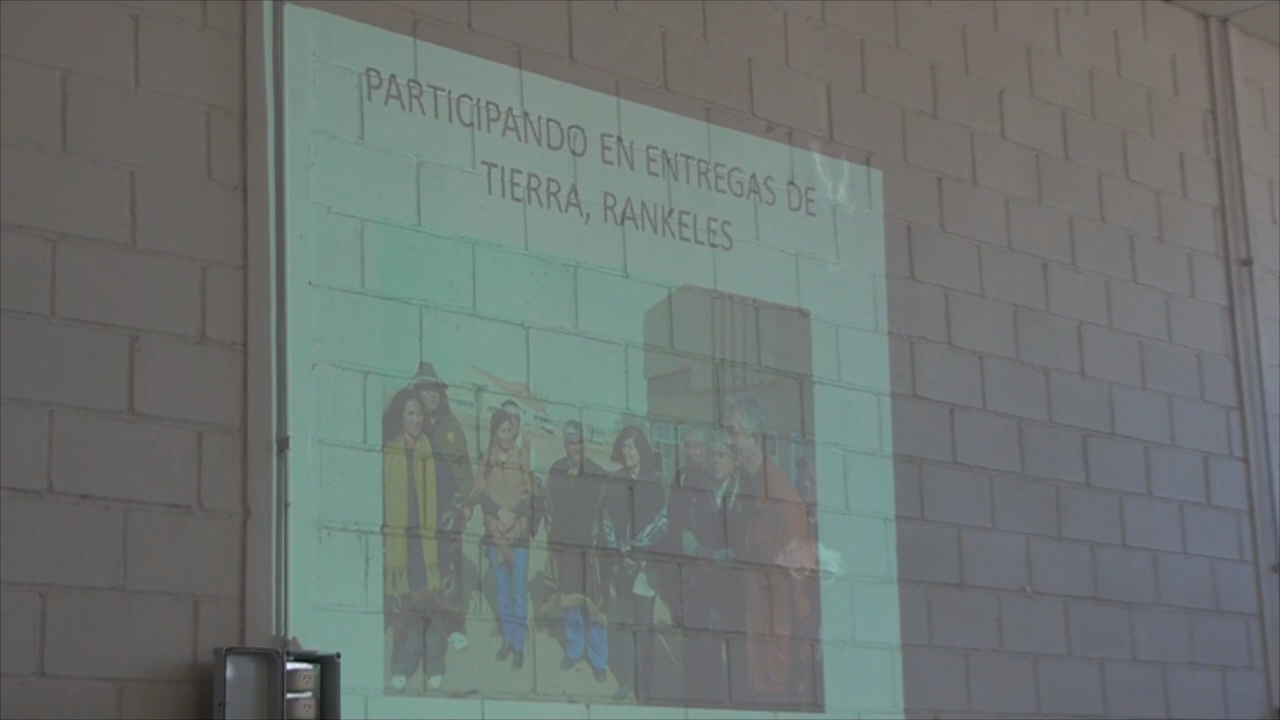 PARTICIPANDO EN ENTREGAS DE
TIERRA, RANKELES